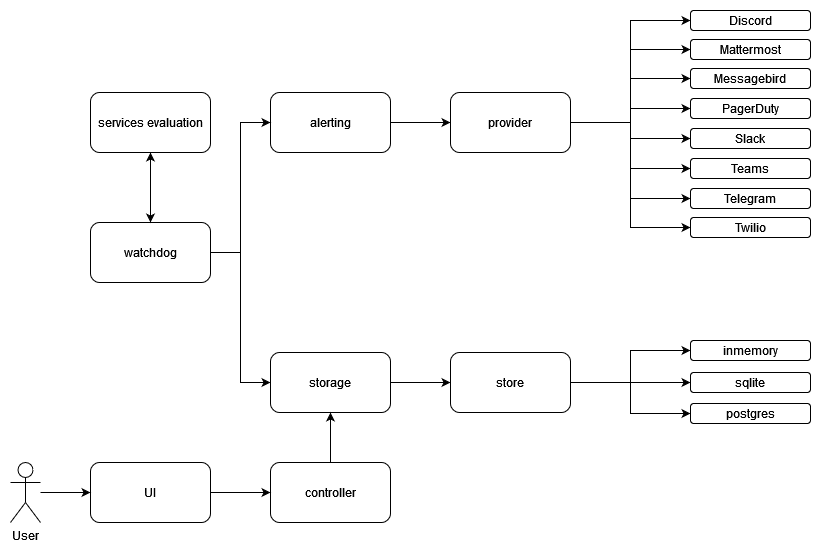 Discord
Mattermost
Messagebird
services evaluation
alerting
provider
PagerDuty
Slack
Teams
Telegram
Twilio
watchdog
storage
store
inmemory
sqlite
postgres
UI
controller
User